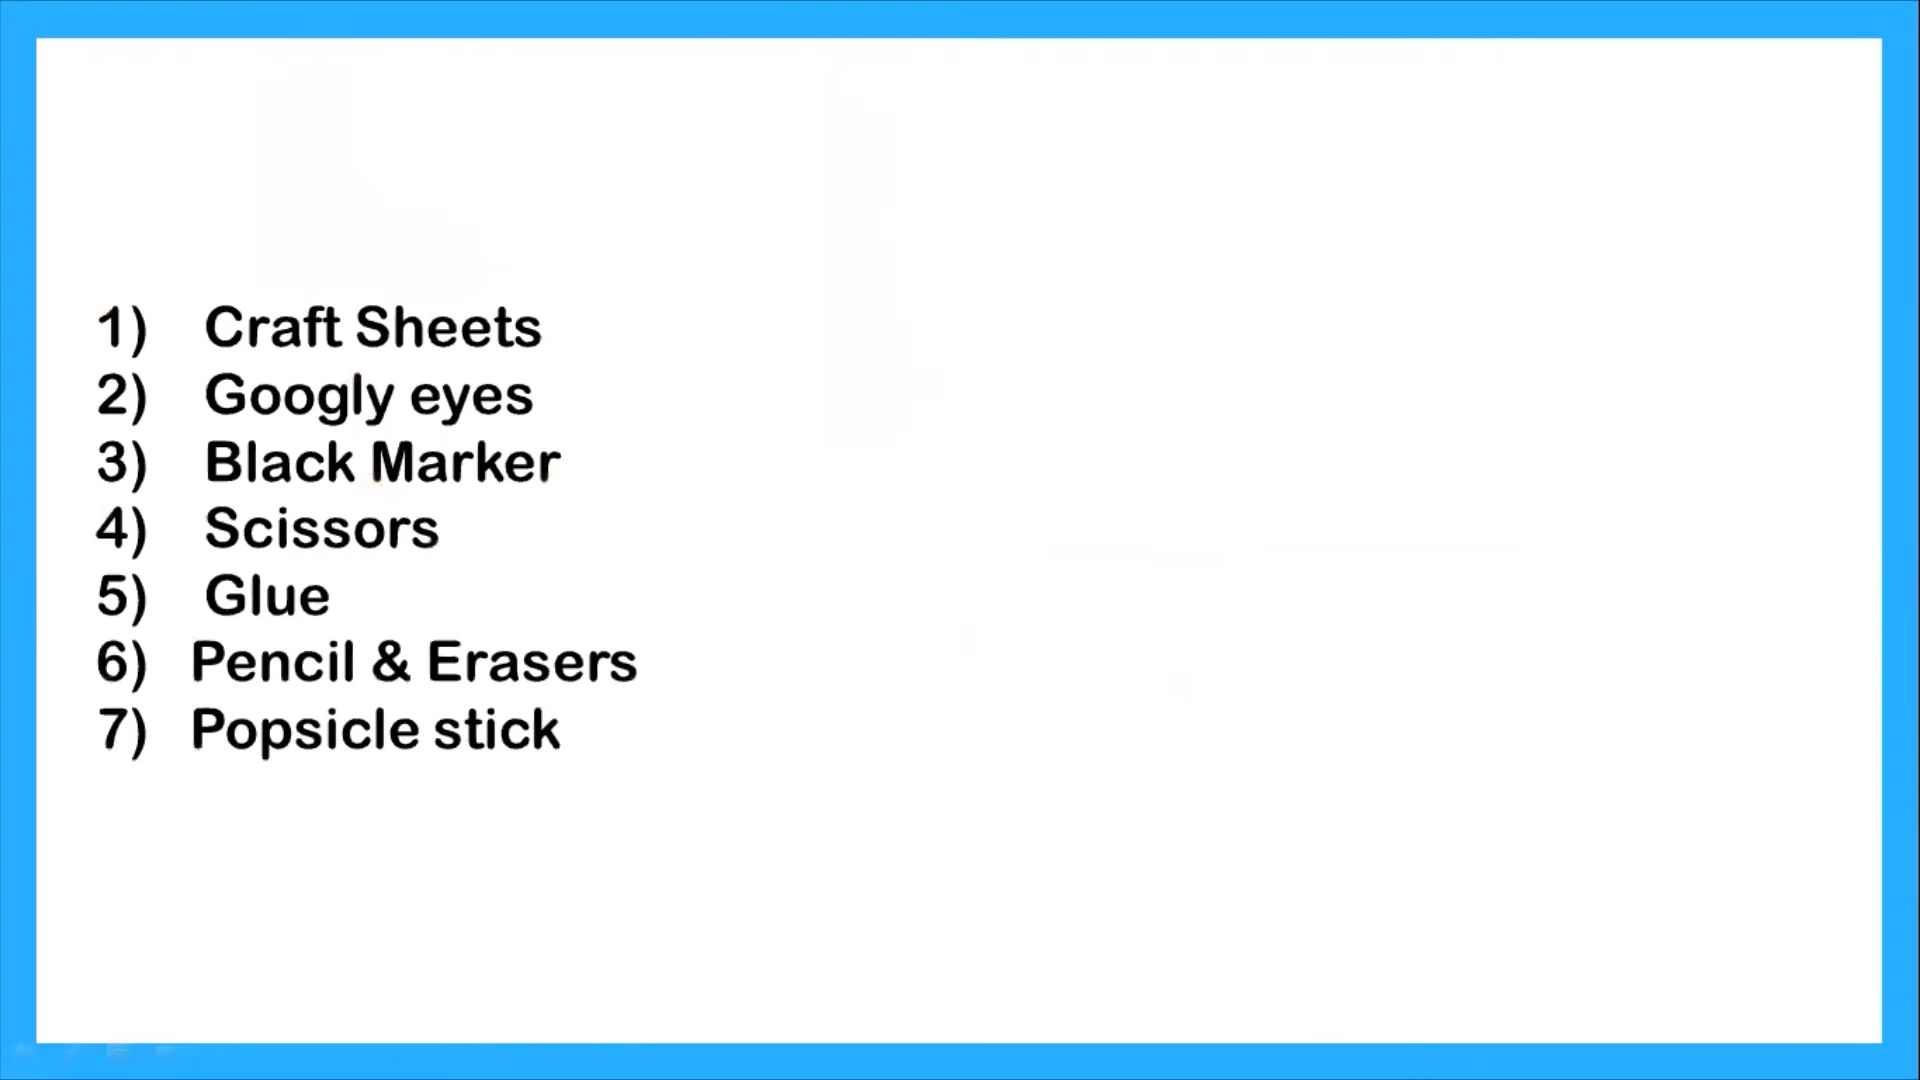 1) Craft Sheets
2) Googly eyes
3) Black Marker
4) Scissors
5) Glue
6) Pencil & Erasers
7) Popsicle stick